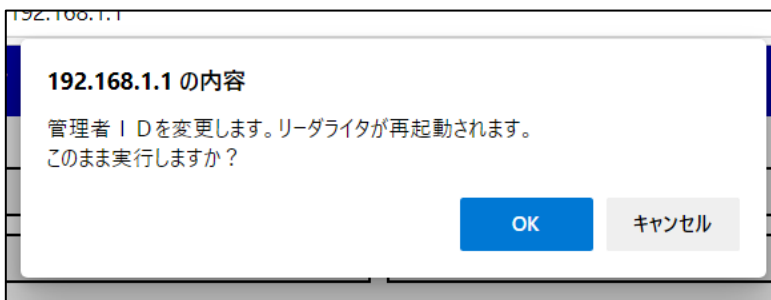 192.168.1.1
192.168.1.1 の内容
管理者ＩＤを変更します。リーダライタが再起動されます。
このまま実行しますか？
OK
キャンセル